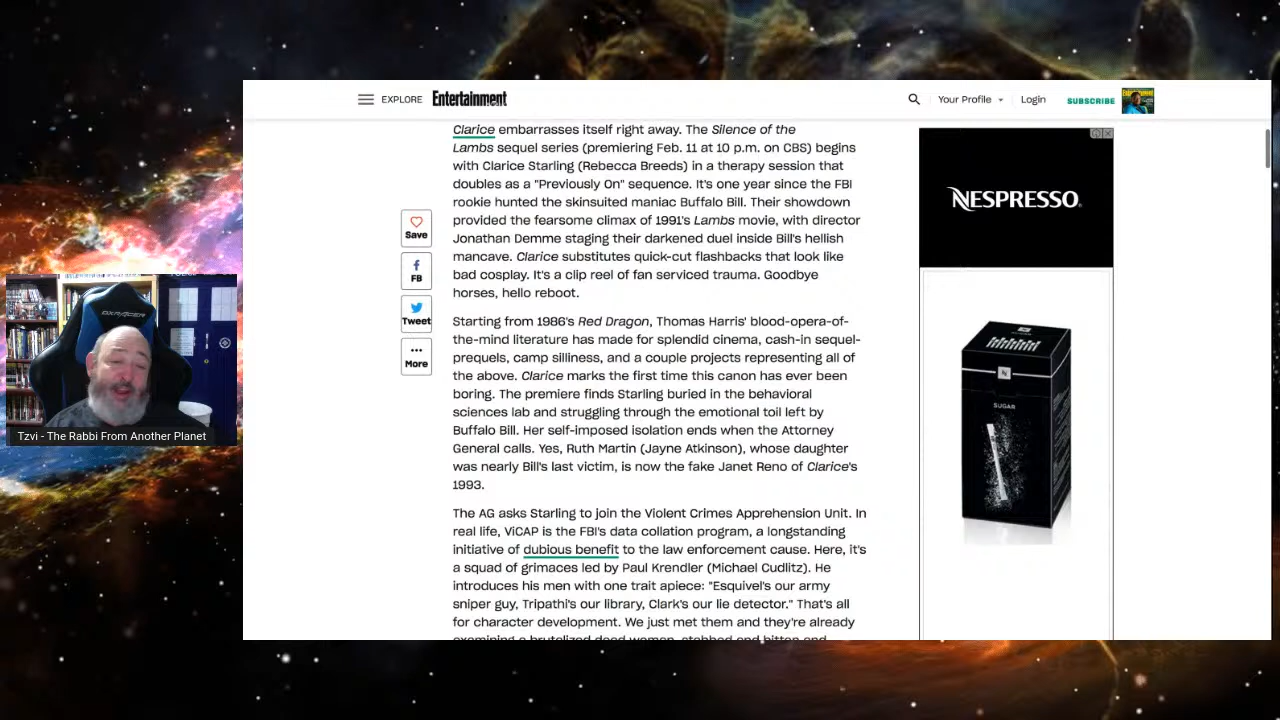 EXPLORE
Entertainment
Your Profile
Login
SUBSCRIBE
Clarice embarrasses itself right away. The Silence of the
Lambs sequel series (premiering Feb. 11 at 10 p.m. on CBS) begins
with Clarice Starling (Rebecca Breeds) in a therapy session that
doubles as a "Previously On" sequence. It's one year since the FBI
rookie hunted the skinsuited maniac Buffalo Bill. Their showdown
provided the fearsome climax of 1991's Lambs movie, with director
Jonathan Demme staging their darkened duel inside Bill's hellish
mancave. Clarice substitutes quick-cut flashbacks that look like
bad cosplay. It's a clip reel of fan serviced trauma. Goodbye
horses, hello reboot.
Starting from 1986's Red Dragon, Thomas Harris' blood-opera-of-
the-mind literature has made for splendid cinema, cash-in sequel-
prequels, camp silliness, and a couple projects representing all of
the above. Clarice marks the first time this canon has ever been
boring. The premiere finds Starling buried in the behavioral
sciences lab and struggling through the emotional toil left by
Buffalo Bill. Her self-imposed isolation ends when the Attorney
General calls. Yes, Ruth Martin (Jayne Atkinson), whose daughter
was nearly Bill's last victim, is now the fake Janet Reno of Clarice's
1993.
The AG asks Starling to join the Violent Crimes Apprehension Unit. In
real life, ViCAP is the FBI's data collation program, a longstanding
initiative of dubious benefit to the law enforcement cause. Here, it's
a squad of grimaces led by Paul Krendler (Michael Cudlitz). He
introduces his men with one trait apiece: "Esquivel's our army
sniper guy, Tripathi's our library, Clark's our lie detector." That's all
for character development. We just met them and they're already
examining a brutalized dead woman, stabbed and bitten and
Save
FB
Tweet
More
NESPRESSO
SUGAR
DXRACER
Tzvi - The Rabbi From Another Planet